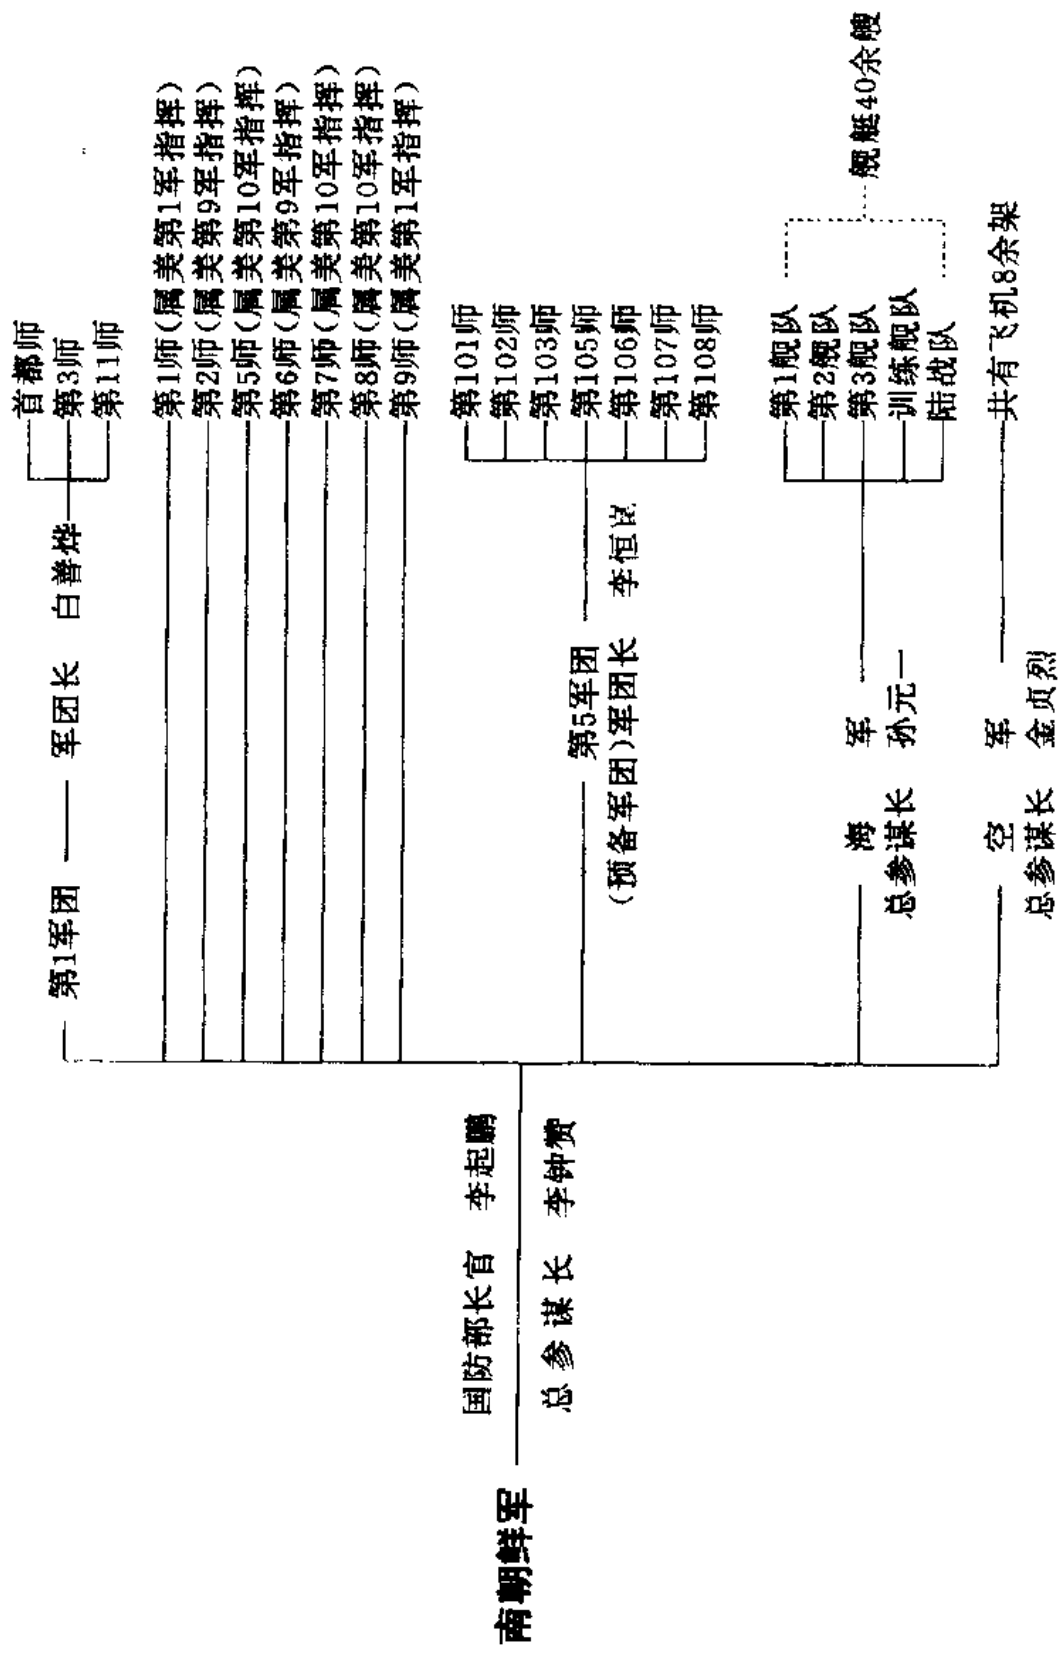 南朝鲜军
国防部长官 李起鹏
总参谋长 李钟赞
第1军团 军团长 白善烨
首都师
第3师
第11师
第1师(属美第1军指挥)
第2师(属美第9军指挥)
第5师(属美第10军指挥)
第6师(属美第9军指挥)
第7师(属美第10军指挥)
第8师(属美第10军指挥)
第9师(属美第1军指挥)
第5军团
(预备军团)军团长 李恒
第101师
第102师
第103师
第105师
第106师
第107师
第108师
海军
总参谋长 孙元一
第1舰队
第2舰队
第3舰队
训练舰队
陆战队
舰艇40余艘
空军
总参谋长 金贞烈
共有飞机8余架